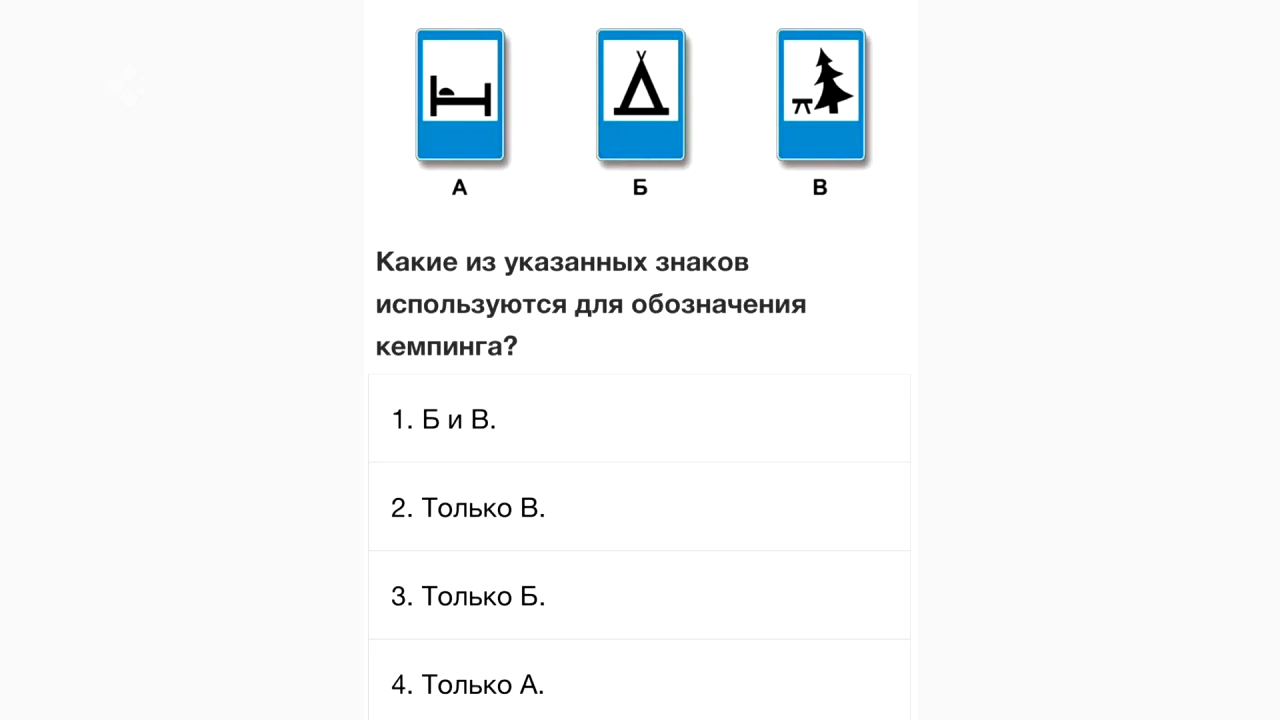 А Б В
Какие из указанных знаков
используются для обозначения
кемпинга?
1. Б и В.
2. Только В.
3. Только Б.
4. Только А.